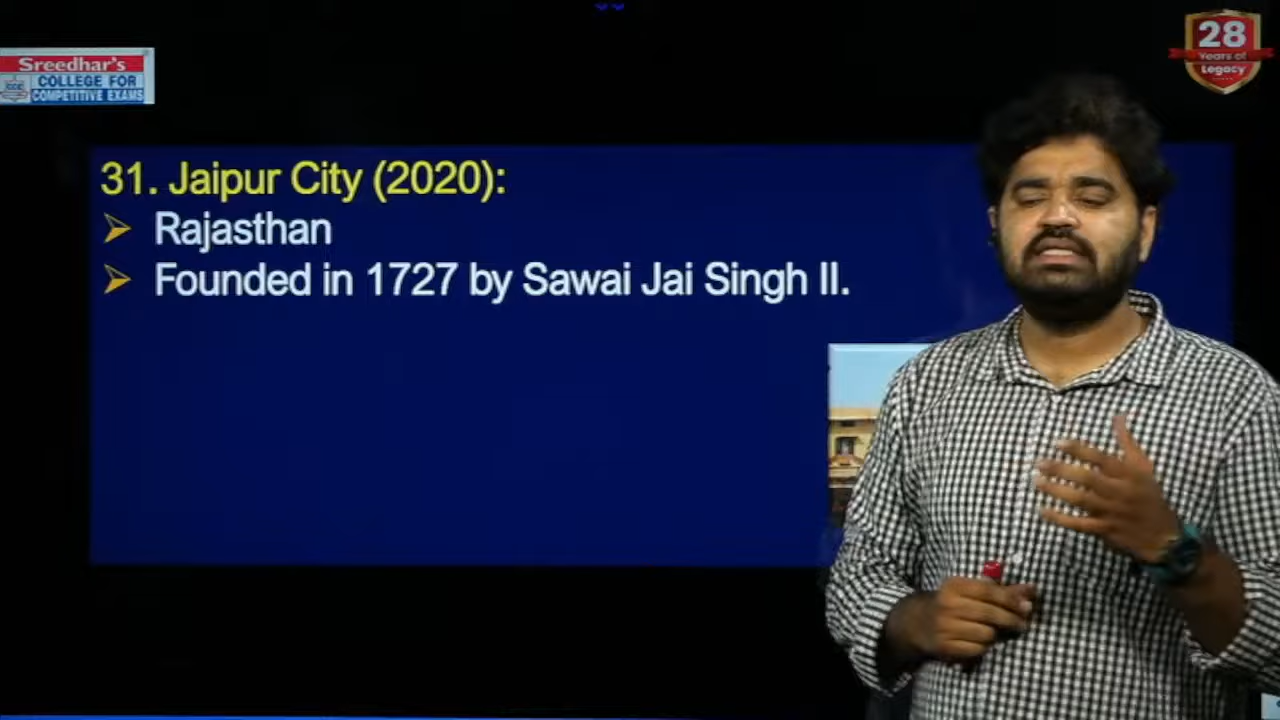 Sreedhar's
COLLEGE FOR
COMPETITIVE EXAMS
28
Years of
Legacy
31. Jaipur City (2020):
➢ Rajasthan
➢ Founded in 1727 by Sawai Jai Singh II.